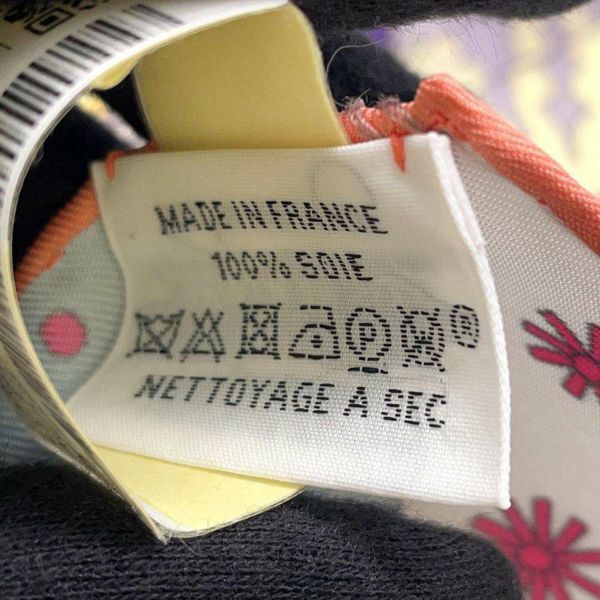 MADE IN FRANCE
100% SOIE
P
NETTOYAGE A SEC